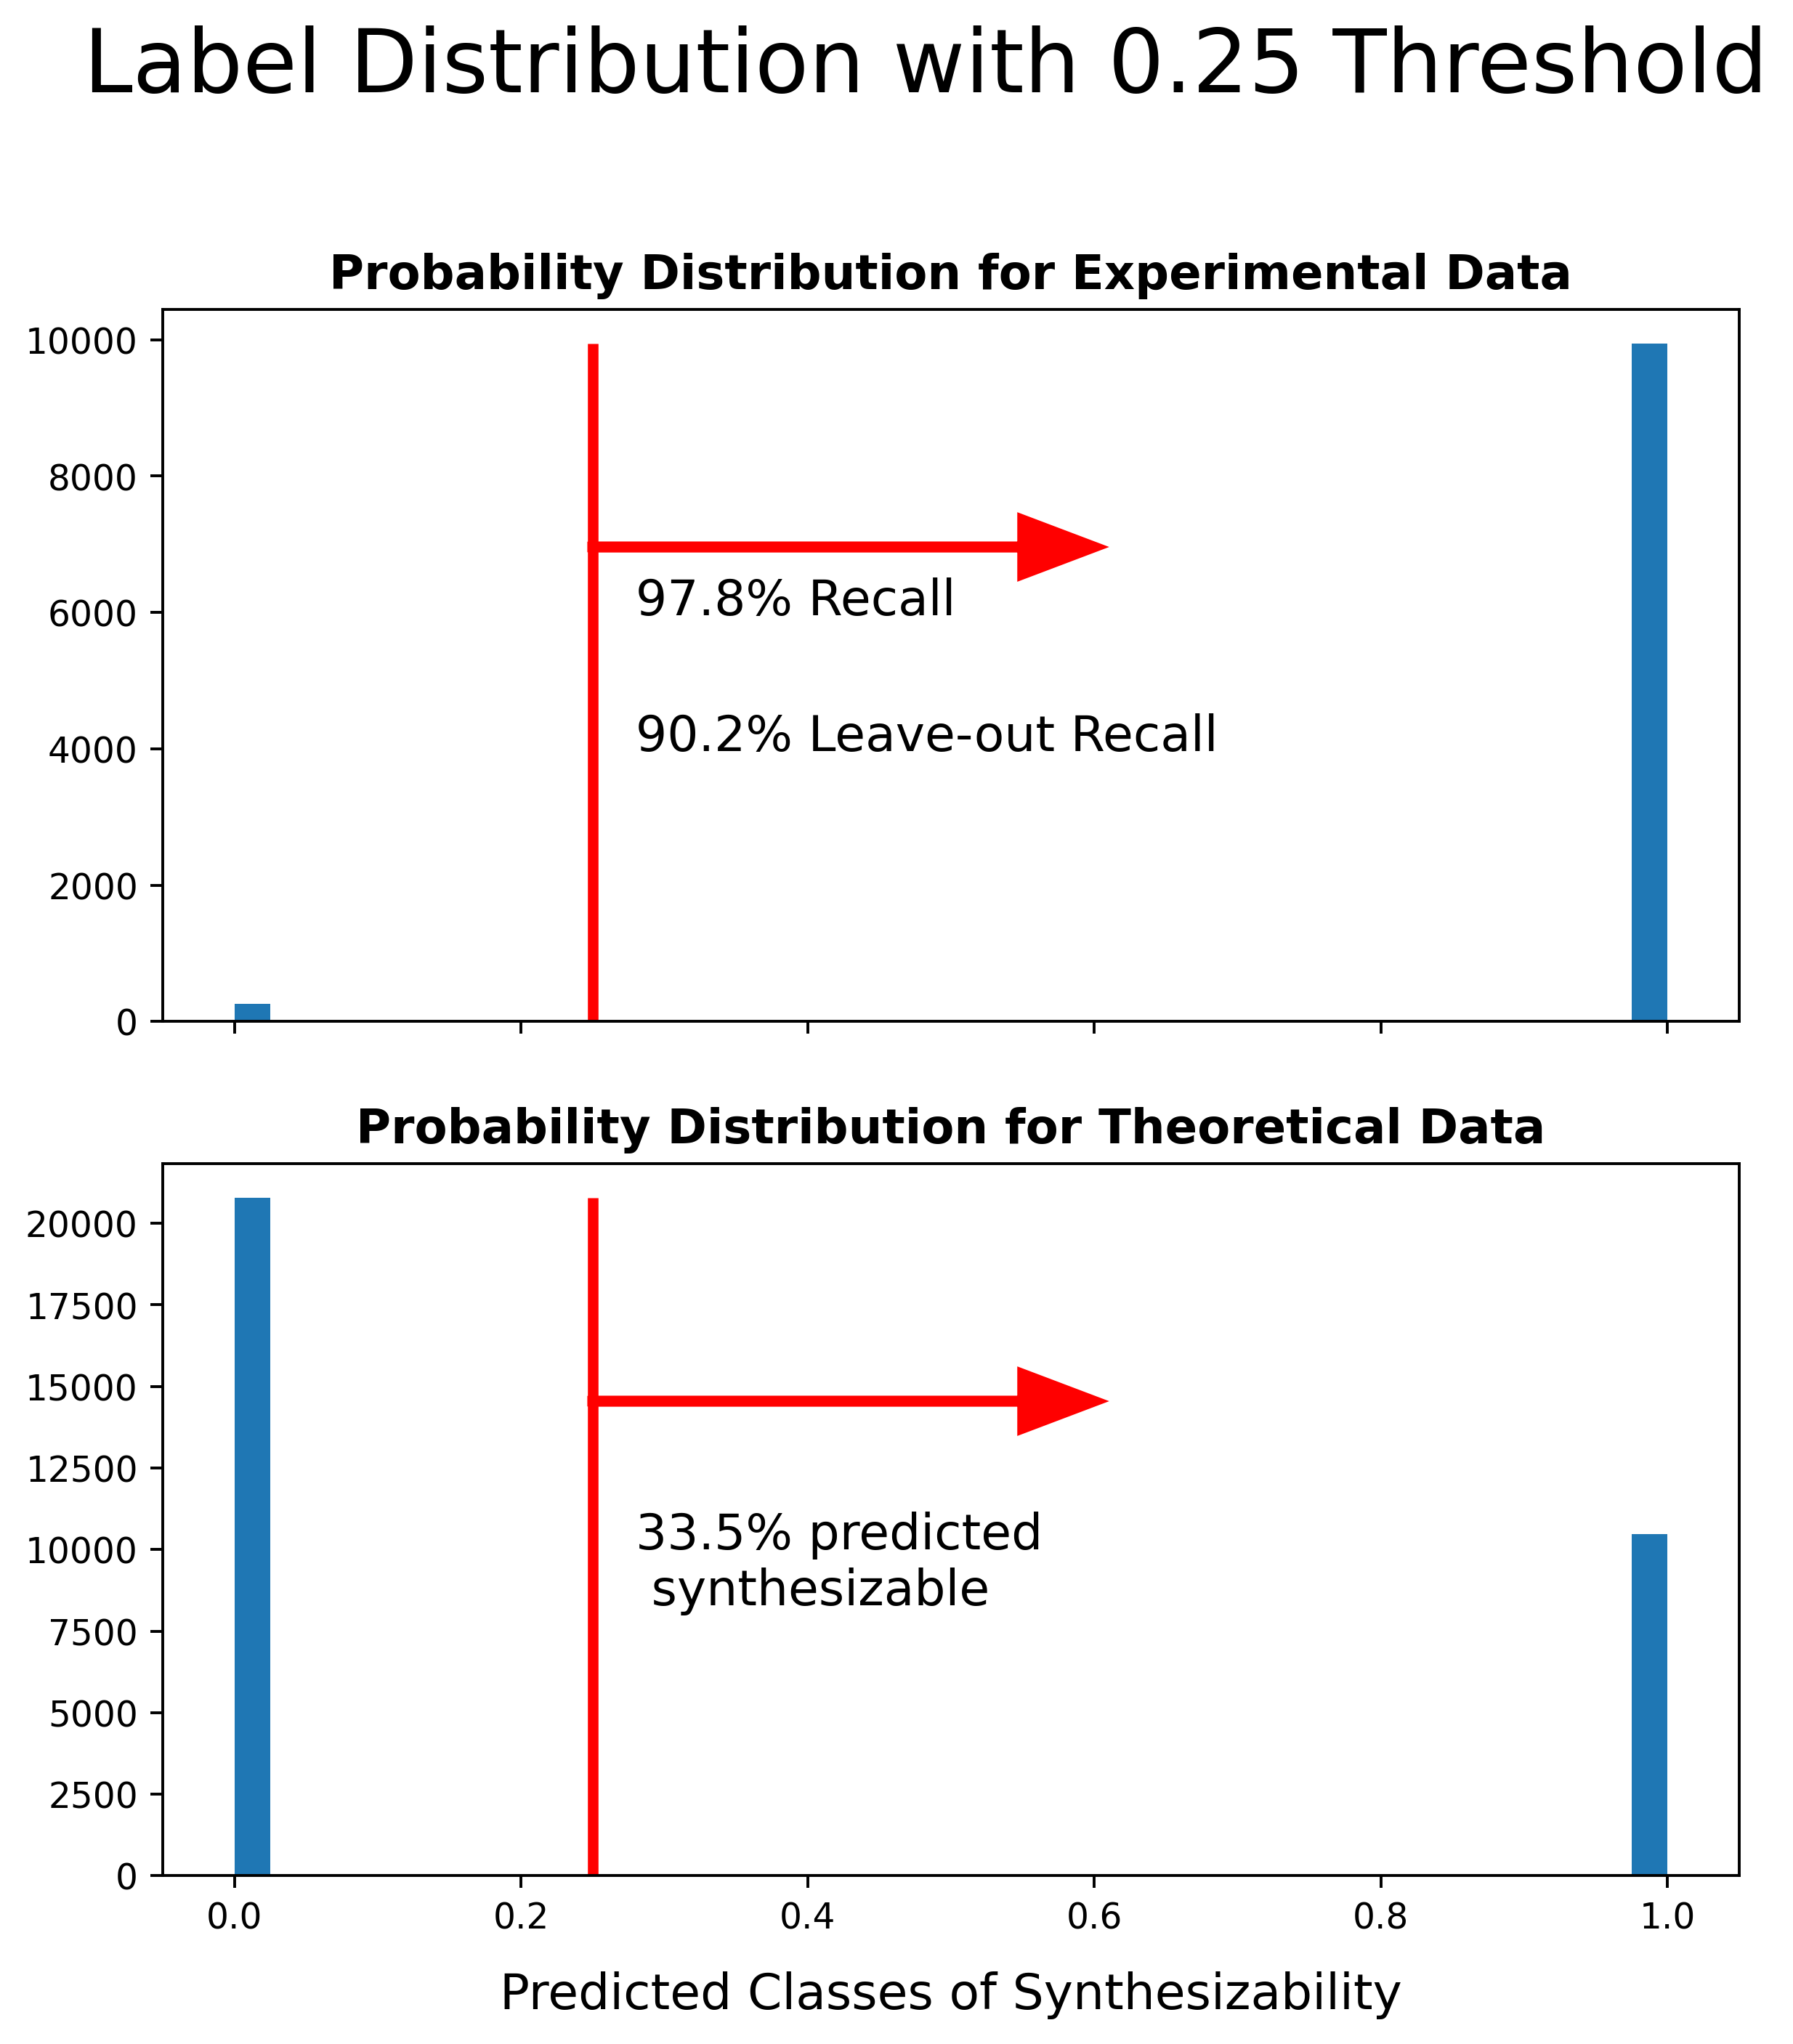 Label Distribution with 0.25 Threshold
Probability Distribution for Experimental Data
10000
8000
6000
4000
2000
0
97.8% Recall
90.2% Leave-out Recall
Probability Distribution for Theoretical Data
20000
17500
15000
12500
10000
7500
5000
2500
0
33.5% predicted
synthesizable
0.0 0.2 0.4 0.6 0.8 1.0
Predicted Classes of Synthesizability